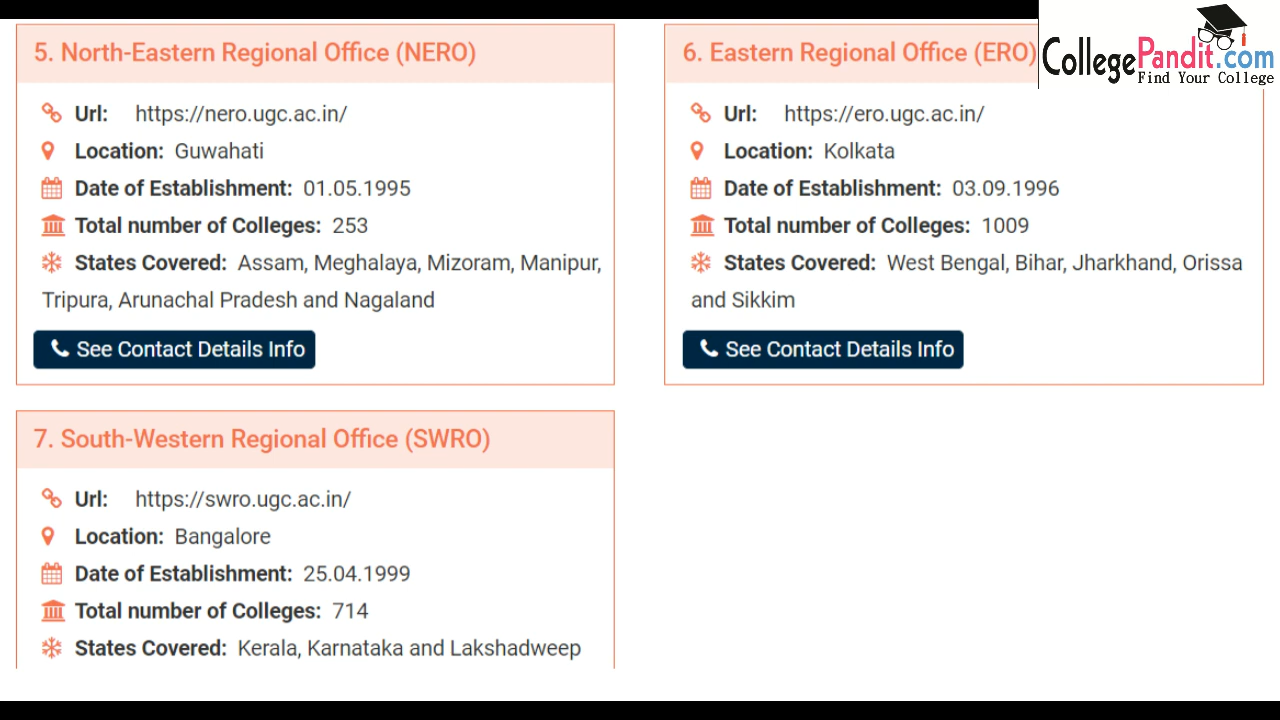 5. North-Eastern Regional Office (NERO)
Url: https://nero.ugc.ac.in/
Location: Guwahati
Date of Establishment: 01.05.1995
Total number of Colleges: 253
States Covered: Assam, Meghalaya, Mizoram, Manipur,
Tripura, Arunachal Pradesh and Nagaland
See Contact Details Info
6. Eastern Regional Office (ERO)
Url: https://ero.ugc.ac.in/
Location: Kolkata
Date of Establishment: 03.09.1996
Total number of Colleges: 1009
States Covered: West Bengal, Bihar, Jharkhand, Orissa
and Sikkim
See Contact Details Info
CollegePandit.com
Find Your College
7. South-Western Regional Office (SWRO)
Url: https://swro.ugc.ac.in/
Location: Bangalore
Date of Establishment: 25.04.1999
Total number of Colleges: 714
States Covered: Kerala, Karnataka and Lakshadweep